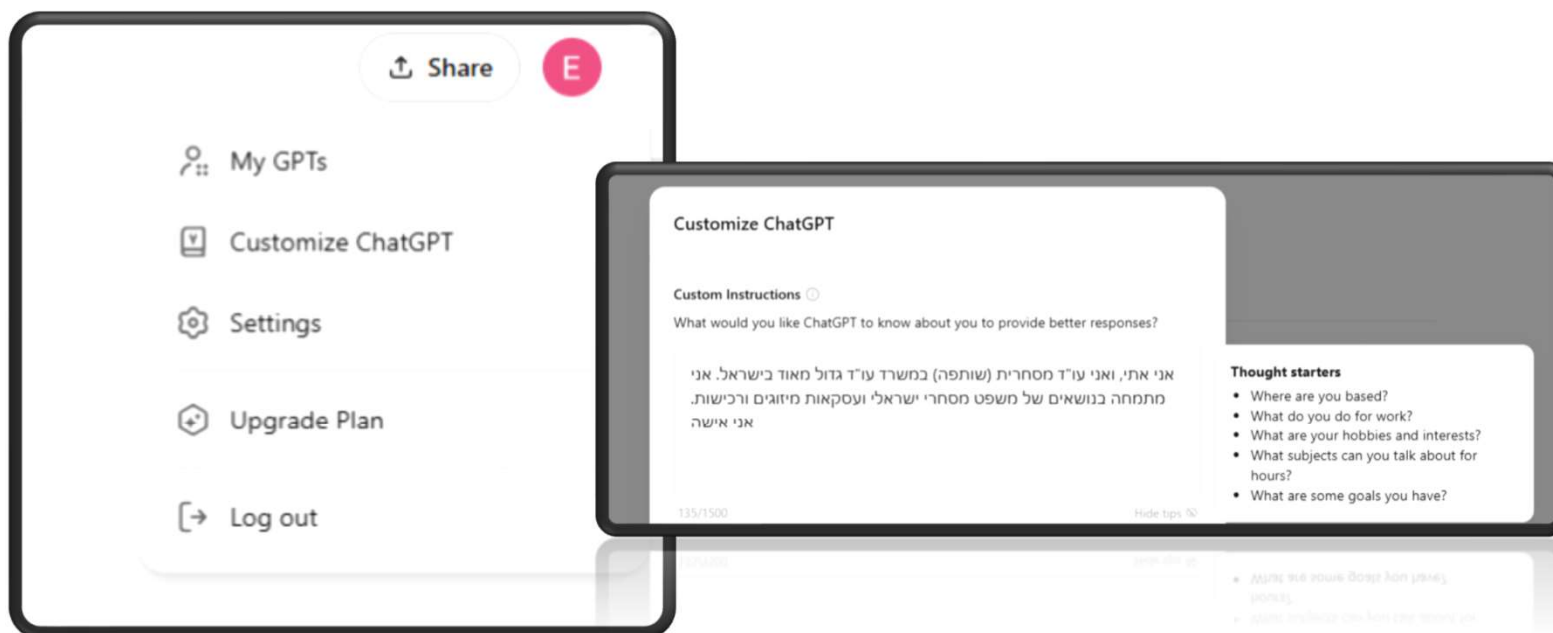 Share
E
My GPTs
Customize ChatGPT
Settings
Upgrade Plan
Log out
Customize ChatGPT
Custom Instructions
What would you like ChatGPT to know about you to provide better responses?
אני אתי, ואני עו"ד מסחרית (שותפה) במשרד עו"ד גדול מאוד בישראל. אני
מתמחה בנושאים של משפט מסחרי ישראלי ועסקאות מיזוגים ורכישות.
אני אישה
135/1500
Hide tips
Thought starters
• Where are you based?
• What do you do for work?
• What are your hobbies and interests?
• What subjects can you talk about for
hours?
• What are some goals you have?